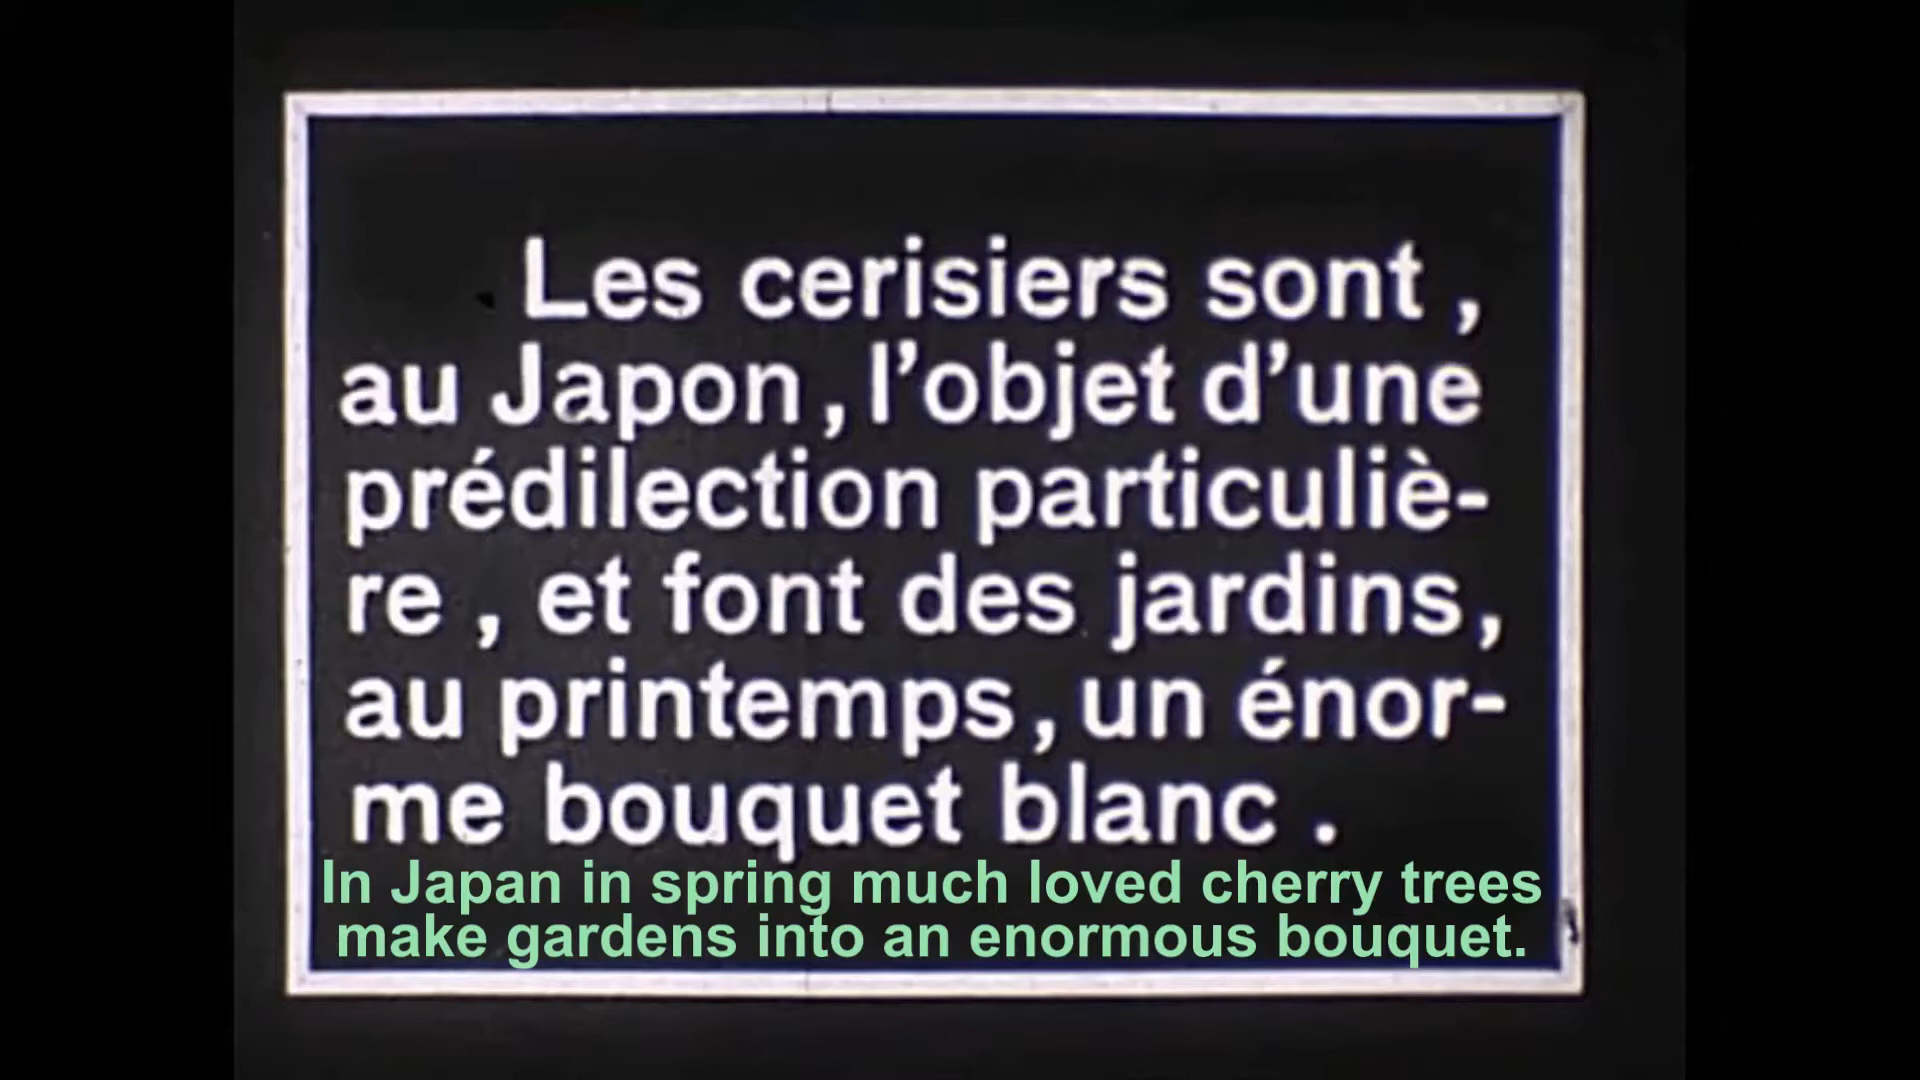 Les cerisiers sont ,
au Japon , l'objet d'une
prédilection particuliè-
re , et font des jardins,
au printemps , un énor-
me bouquet blanc .
In Japan in spring much loved cherry trees
make gardens into an enormous bouquet.